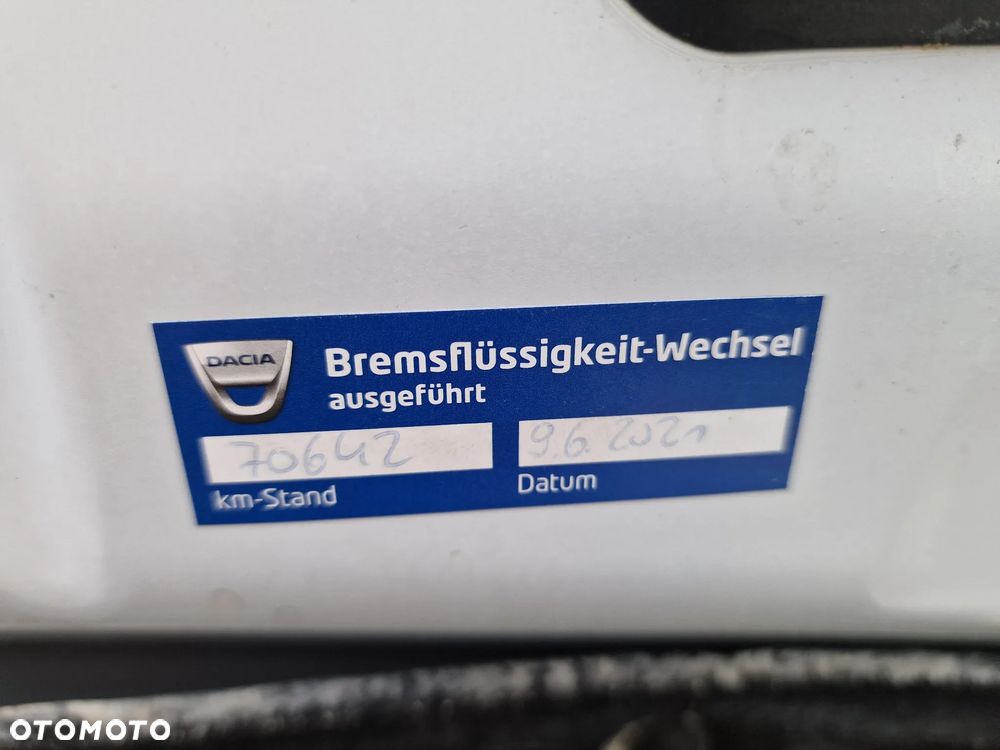 DACIA
Bremsflüssigkeit-Wechsel
ausgeführt
70642
9.6.2021
km-Stand
Datum
OTOMOTO